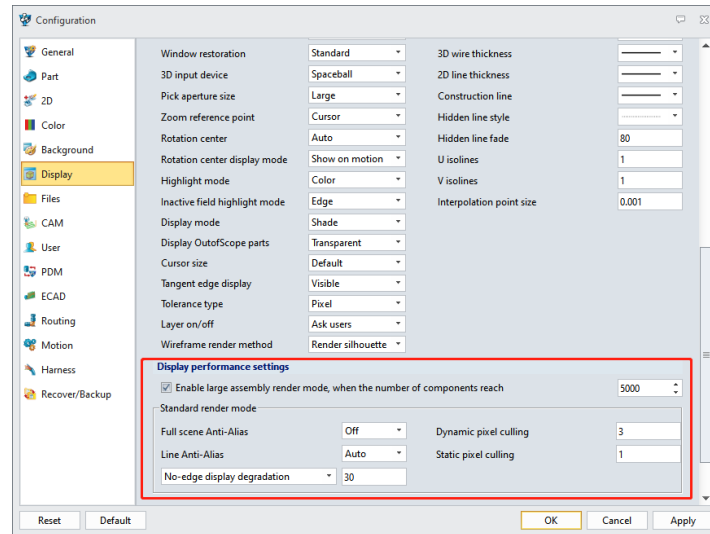 Configuration
General
Part
2D
Color
Background
Display
Files
CAM
User
PDM
ECAD
Routing
Motion
Harness
Recover/Backup
Window restoration Standard 3D wire thickness
3D input device Spaceball 2D line thickness
Pick aperture size Large Construction line
Zoom reference point Cursor Hidden line style
Rotation center Auto Hidden line fade 80
Rotation center display mode Show on motion U isolines 1
Highlight mode Color V isolines 1
Inactive field highlight mode Edge Interpolation point size 0.001
Display mode Shade
Display OutofScope parts Transparent
Cursor size Default
Tangent edge display Visible
Tolerance type Pixel
Layer on/off Ask users
Wireframe render method Render silhouette
Display performance settings
Enable large assembly render mode, when the number of components reach 5000
Standard render mode
Full scene Anti-Alias Off Dynamic pixel culling 3
Line Anti-Alias Auto Static pixel culling 1
No-edge display degradation 30
Reset Default OK Cancel Apply